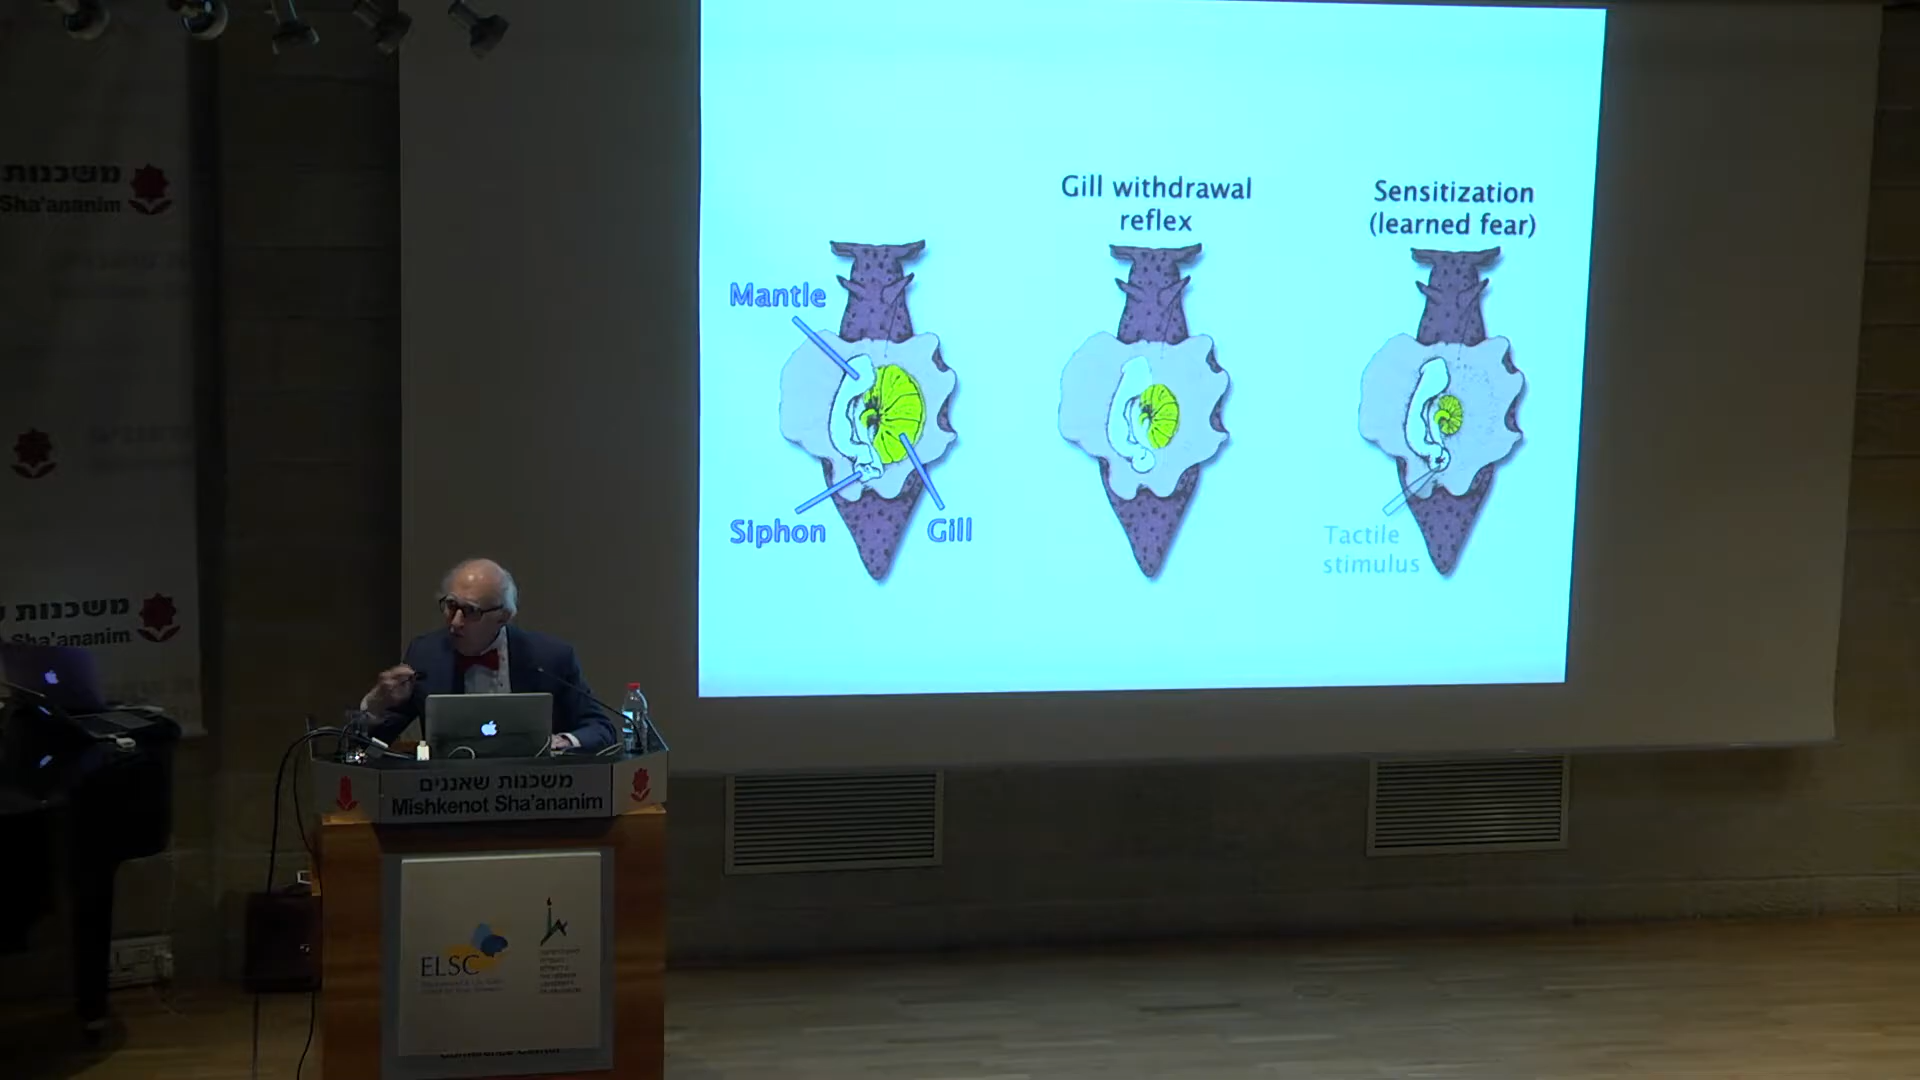 משכנות
Sha'ananim
משכנות
Sha'ananim
Gill withdrawal
reflex
Sensitization
(learned fear)
Mantle
Siphon
Gill
Tactile
stimulus
משכנות שאננים
Mishkenot Sha'ananim
ELSC